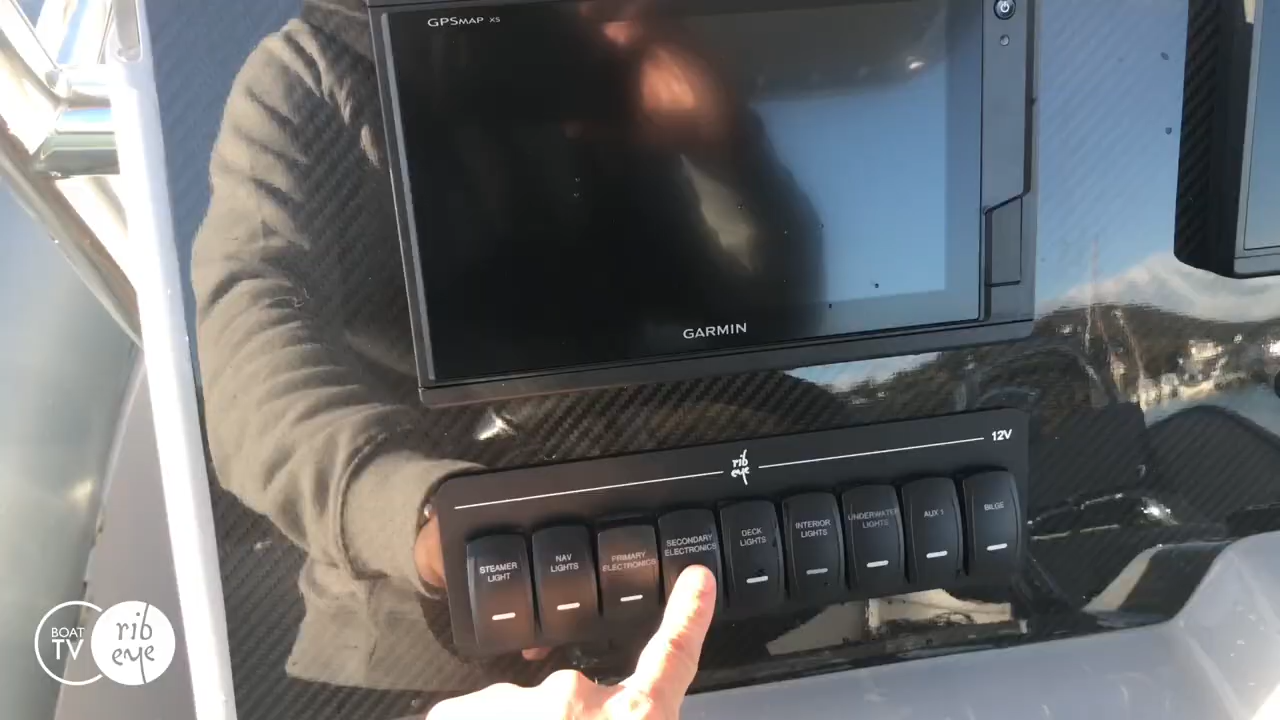 GPSMAP XS
GARMIN
12V
rib
eye
STEAMER
LIGHT
NAV
LIGHTS
PRIMARY
ELECTRONICS
SECONDARY
ELECTRONICS
DECK
LIGHTS
INTERIOR
LIGHTS
UNDERWATER
LIGHTS
AUX 1
BILGE
BOAT
TV
rib
eye